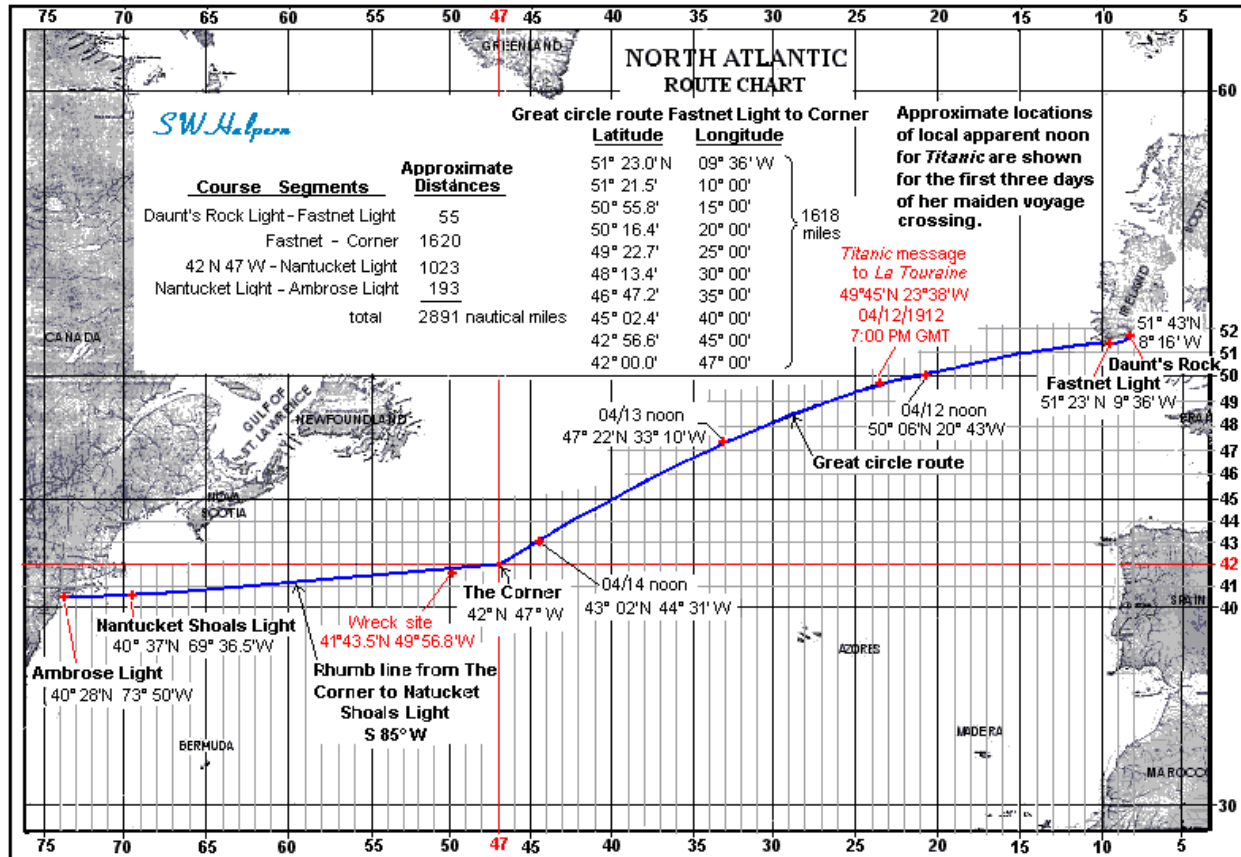 75 70 65 60 55 50 47 45 40 35 30 25 20 15 10 5
GREENLAND
NORTH ATLANTIC
ROUTE CHART
60
SW Halpern
Course Segments
Approximate
Distances
Daunt's Rock Light - Fastnet Light 55
Fastnet - Corner 1620
42 N 47 W - Nantucket Light 1023
Nantucket Light - Ambrose Light 193
total 2891 nautical miles
Great circle route Fastnet Light to Corner
Latitude Longitude
51° 23.0' N 09° 36' W
51° 21.5' 10° 00'
50° 55.8' 15° 00'
50° 16.4' 20° 00'
49° 22.7' 25° 00'
48° 13.4' 30° 00'
46° 47.2' 35° 00'
45° 02.4' 40° 00'
42° 56.6' 45° 00'
42° 00.0' 47° 00'
1618
miles
Approximate locations
of local apparent noon
for Titanic are shown
for the first three days
of her maiden voyage
crossing.
Titanic message
to La Touraine
49°45'N 23°38'W
04/12/1912
7:00 PM GMT
IRELAND
51° 43'N
8° 16' W
Daunt's Rock
Fastnet Light
51° 23' N 9° 36' W
52
51
50
49
48
47
46
45
44
43
42
41
40
30
CANADA
GULF OF
ST. LAWRENCE
NEWFOUNDLAND
NOVA
SCOTIA
04/12 noon
50° 06'N 20° 43'W
04/13 noon
47° 22'N 33° 10'W
Great circle route
04/14 noon
43° 02'N 44° 31'W
The Corner
42° N 47° W
Wreck site
41°43.5'N 49°56.8'W
Nantucket Shoals Light
40° 37'N 69° 36.5'W
Ambrose Light
40° 28'N 73° 50'W
Rhumb line from The
Corner to Natucket
Shoals Light
S 85° W
SPAIN
AZORES
BERMUDA
MADEIRA
MAROCC
75 70 65 60 55 50 47 45 40 35 30 25 20 15 10 5